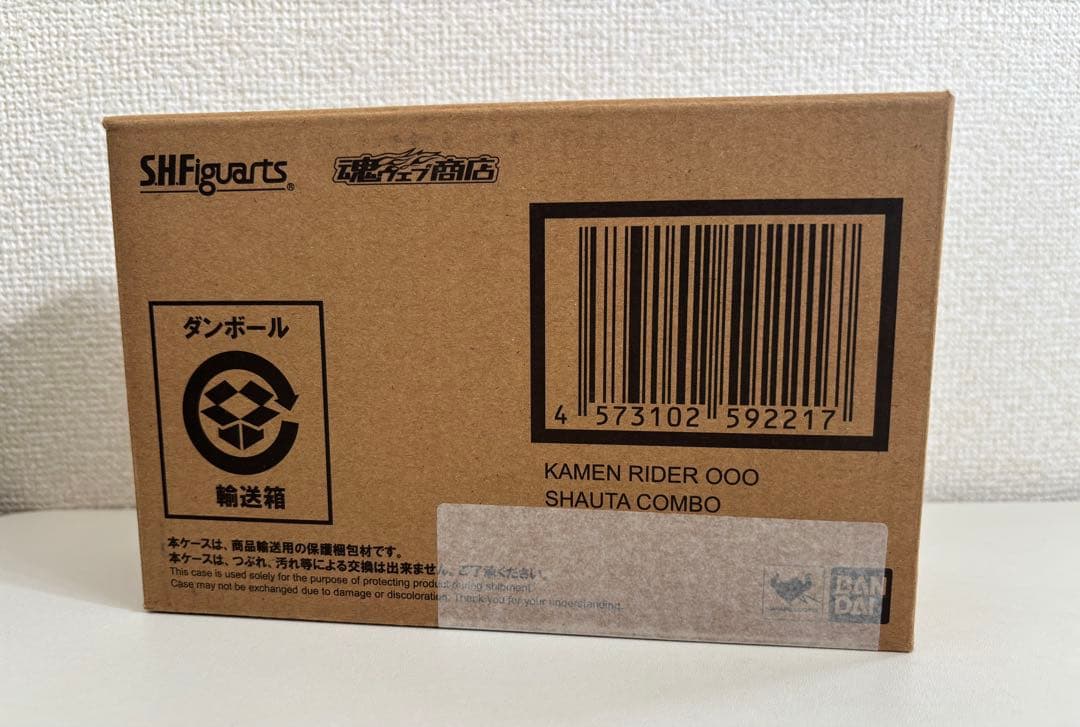 S.H.Figuarts®
魂ウェブ商店
4 573102 592217
KAMEN RIDER OOO
SHAUTA COMBO
ダンボール
輸送箱
本ケースは、商品輸送用の保護梱包材です。
本ケースは、つぶれ、汚れ等による交換は出来ません。ご了承ください。
This case is used solely for the purpose of protecting product during shipment.
Case may not be exchanged due to damage or discoloration. Thank you for your understanding.
BAN
DAI